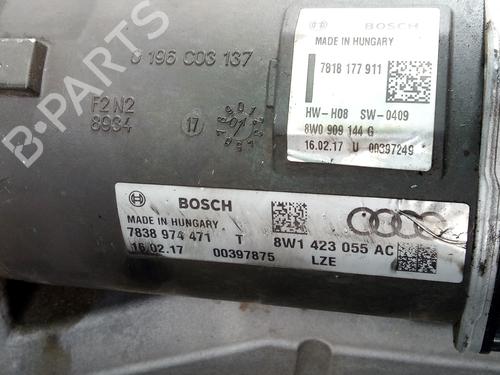 BOSCH
MADE IN HUNGARY
7818 177 911
HW-H08 SW-0409
8W0 909 144 G
16.02.17 U 00397249
0 196 C03 137
F2N2
8934
17
B-PARTS
BOSCH
MADE IN HUNGARY
7838 974 471 T
8W1 423 055 AC
16.02.17 00397875
LZE